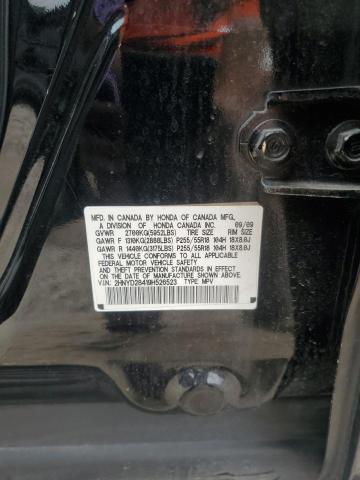 MFD. IN CANADA BY HONDA OF CANADA MFG.,
A DIVISION OF HONDA CANADA INC. 09/09
GVWR 2700KG(5952LBS) TIRE SIZE RIM SIZE
GAWR F 1310KG(2888LBS) P255/55R18 104H 18X8.0J
GAWR R 1440KG(3175LBS) P255/55R18 104H 18X8.0J
THIS VEHICLE CONFORMS TO ALL APPLICABLE
FEDERAL MOTOR VEHICLE SAFETY AND
THEFT PREVENTION STANDARDS IN EFFECT ON
THE DATE OF MANUFACTURE SHOWN ABOVE.
V.I.N: 2HNYD28419H526523 TYPE: MPV